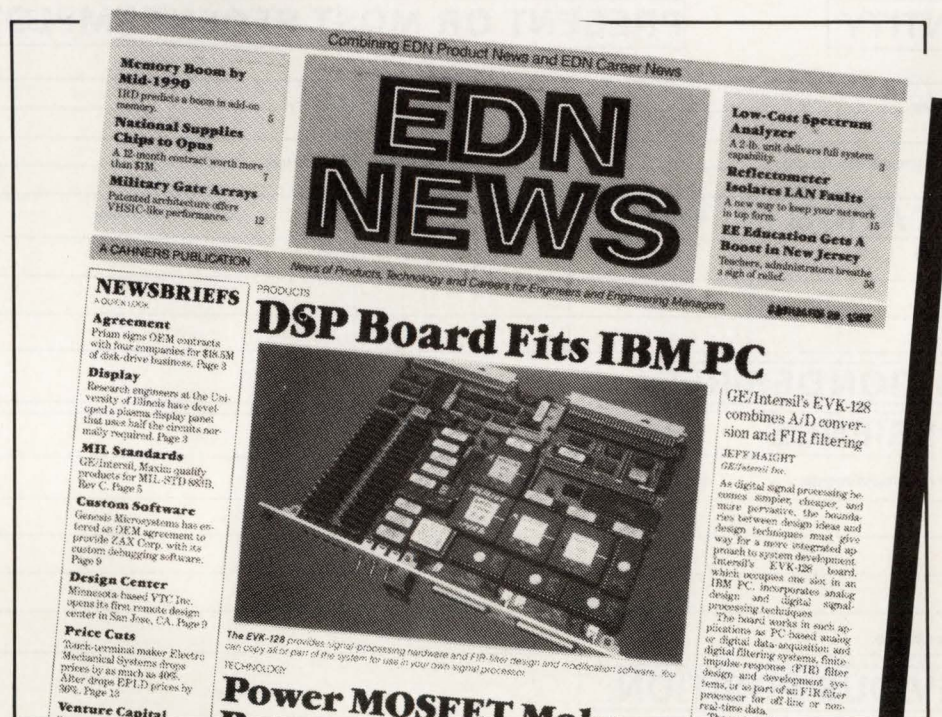 Combining EDN Product News and EDN Career News
Memory Boom by
Mid-1990
IRD predicts a boom in add-on
memory.
5
National Supplies
Chips to Opus
A 12-month contract worth more
than $1M.
7
Military Gate Arrays
Patented architecture offers
VHSIC-like performance.
12
EDN
NEWS
Low-Cost Spectrum
Analyzer
A 2-lb. unit delivers full system
capability.
3
Reflectometer
Isolates LAN Faults
A new way to keep your network
in top form.
15
EE Education Gets A
Boost in New Jersey
Teachers, administrators breathe
a sigh of relief.
58
A CAHNERS PUBLICATION
News of Products, Technology and Careers for Engineers and Engineering Managers
1987
NEWSBRIEFS
A QUICK LOOK
Agreement
Priam signs OEM contracts
with four companies for $18.5M
of disk-drive business. Page 3
Display
Research engineers at the Uni-
versity of Illinois have devel-
oped a plasma display panel
that uses half the circuits nor-
mally required. Page 3
MIL Standards
GE/Intersil, Maxim qualify
products for MIL-STD 883B,
Rev C. Page 5
Custom Software
Genesis Microsystems has en-
tered as OEM agreement to
provide ZAX Corp. with its
custom debugging software.
Page 9
Design Center
Minnesota-based VTC Inc.
opens its first remote design
center in San Jose, CA. Page 9
Price Cuts
Touch-terminal maker Electro
Mechanical Systems drops
prices by as much as 40%.
Alter drops EPLD prices by
30%. Page 13
Venture Capital
PRODUCTS
DSP Board Fits IBM PC
The EVK-128 provides signal-processing hardware and FIR-filter design and modification software. You
can copy all or part of the system for use in your own signal processor.
TECHNOLOGY
Power MOSFET
GE/Intersil's EVK-128
combines A/D conver-
sion and FIR filtering
JEFF HAIGHT
GE/Intersil Inc.
As digital signal processing be-
comes simpler, cheaper, and
more pervasive, the bounda-
ries between design ideas and
design techniques must give
way for a more integrated ap-
proach to system development.
Intersil's EVK-128 board,
which occupies one slot in an
IBM PC, incorporates analog
design and digital signal-
processing techniques.
The board works in such ap-
plications as PC-based analog
or digital data-acquisition and
digital filtering systems, finite-
impulse-response (FIR) filter
design and development sys-
tems, or as part of an FIR filter
processor for off-line or non-
real-time data.